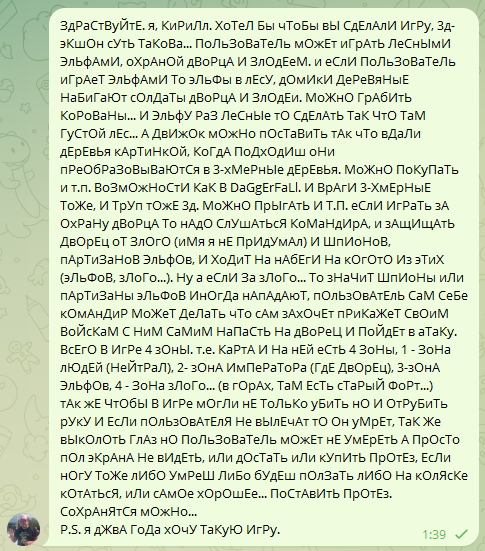 ЗдРаСтВуЙтЕ. я, КиРиЛл. ХоТеЛ Бы чТоБы вЫ СдЕлАлИ ИгРу, 3д-
эКшОн сУтЬ ТаКоВа... ПоЛьЗоВаТеЛь МоЖеТ иГрАтЬ ЛеСнЫмИ
ЭлЬфАмИ, оХрАнОй дВоРцА И ЗлОдЕеМ. и еСлИ ПоЛьЗоВаТеЛь
иГрАеТ ЭлЬфАмИ То эЛьФы в лЕсУ, дОмИкИ ДеРеВяНыЕ
НаБиГаЮт сОлДаТы дВоРцА И ЗлОдЕи. МоЖнО ГрАбИтЬ
КоРоВаНы... И ЭлЬфУ РаЗ ЛеСнЫе тО СдЕлАтЬ ТаК ЧтО ТаМ
ГуСтОй лЕс... А ДвИжОк мОжНо пОсТаВиТь тАк чТо вДаЛи
дЕрЕвЬя кАрТиНкОй, КоГдА ПоДхОдИш оНи
пРеОбРаЗоВыВаЮтСя в 3-хМеРнЫе дЕрЕвЬя. МоЖнО ПоКуПаТь
и т.п. ВоЗмОжНоСтИ КаК В DaGgErFaLl. И ВрАгИ 3-ХмЕрНыЕ
ТоЖе, И ТрУп тОжЕ 3д. МоЖнО ПрЫгАтЬ И Т.П. еСлИ ИгРаТь зА
ОхРаНу дВоРцА То нАдО СлУшАтЬсЯ КоМаНдИрА, и зАщИщАтЬ
ДвОрЕц оТ ЗлОгО (иМя я нЕ ПрИдУмАл) И ШпИоНоВ,
пАрТиЗаНоВ ЭлЬфОв, И ХоДиТ На нАбЕгИ На кОгОтО Из эТиХ
(эЛьФоВ, зЛоГо...). Ну а еСлИ За зЛоГо... То зНаЧиТ ШпИоНы иЛи
пАрТиЗаНы эЛьФоВ ИнОгДа нАпАдАюТ, пОлЬзОвАтЕлЬ СаМ СеБе
кОмАнДиР МоЖеТ ДеЛаТь чТо сАм зАхОчЕт пРиКаЖеТ СвОиМ
ВоЙсКаМ С НиМ СаМиМ НаПаСтЬ На дВоРеЦ И ПоЙдЕт в аТаКу.
ВсЕгО В ИгРе 4 зОнЫ. т.е. КаРтА И На нЕй еСтЬ 4 ЗоНы, 1 - ЗоНа
лЮдЕй (НеЙтРаЛ), 2- зОнА ИмПеРаТоРа (ГдЕ ДвОрЕц), 3-зОнА
ЭлЬфОв, 4 - ЗоНа зЛоГо... (в гОрАх, ТаМ ЕсТь сТаРыЙ ФоРт...)
тАк жЕ ЧтОбЫ В ИгРе мОгЛи нЕ ТоЛьКо уБиТь нО И ОтРуБиТь
рУкУ И ЕсЛи пОлЬзОвАтЕлЯ Не вЫлЕчАт тО Он уМрЕт, ТаК Же
вЫкОлОтЬ ГлАз нО ПоЛьЗоВаТеЛь МоЖеТ нЕ УмЕрЕтЬ А ПрОсТо
пОл эКрАнА Не вИдЕтЬ, иЛи дОсТаТь иЛи кУпИтЬ ПрОтЕз, ЕсЛи
нОгУ ТоЖе лИбО УмРеШ ЛиБо бУдЕш пОлЗаТь лИбО На кОлЯсКе
кОтАтЬсЯ, иЛи сАмОе хОрОшЕе... ПоСтАвИтЬ ПрОтЕз.
СоХрАнЯтСя мОжНо...
P.S. я дЖвА ГоДа хОчУ ТаКуЮ ИгРу.
1:39